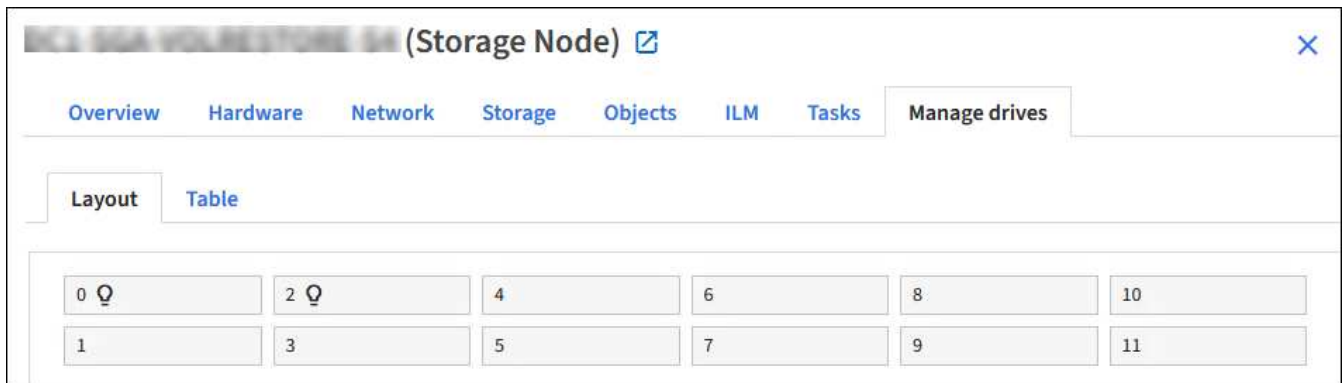 (Storage Node)
Overview Hardware Network Storage Objects ILM Tasks Manage drives
Layout Table
0 2 4 6 8 10
1 3 5 7 9 11